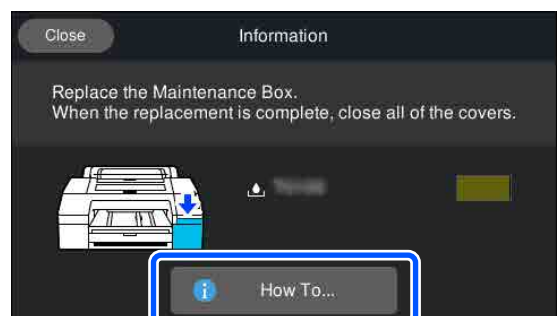 Close
Information
Replace the Maintenance Box.
When the replacement is complete, close all of the covers.
How To...